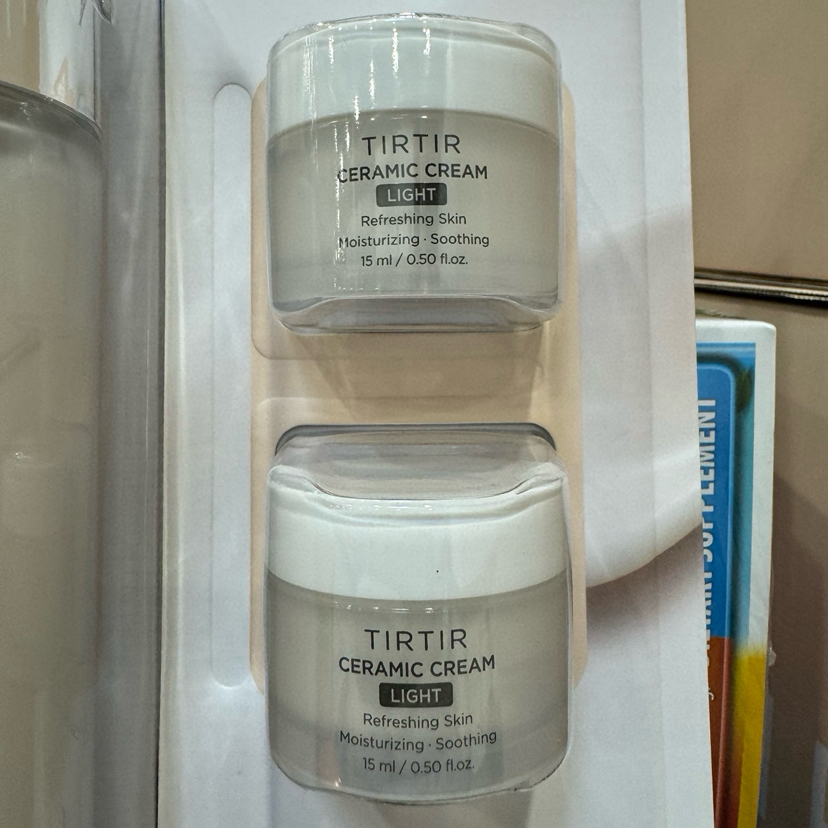 TIRTIR
CERAMIC CREAM
LIGHT
Refreshing Skin
Moisturizing · Soothing
15 ml / 0.50 fl.oz.
TIRTIR
CERAMIC CREAM
LIGHT
Refreshing Skin
Moisturizing · Soothing
15 ml / 0.50 fl.oz.
SUPPLEMENT